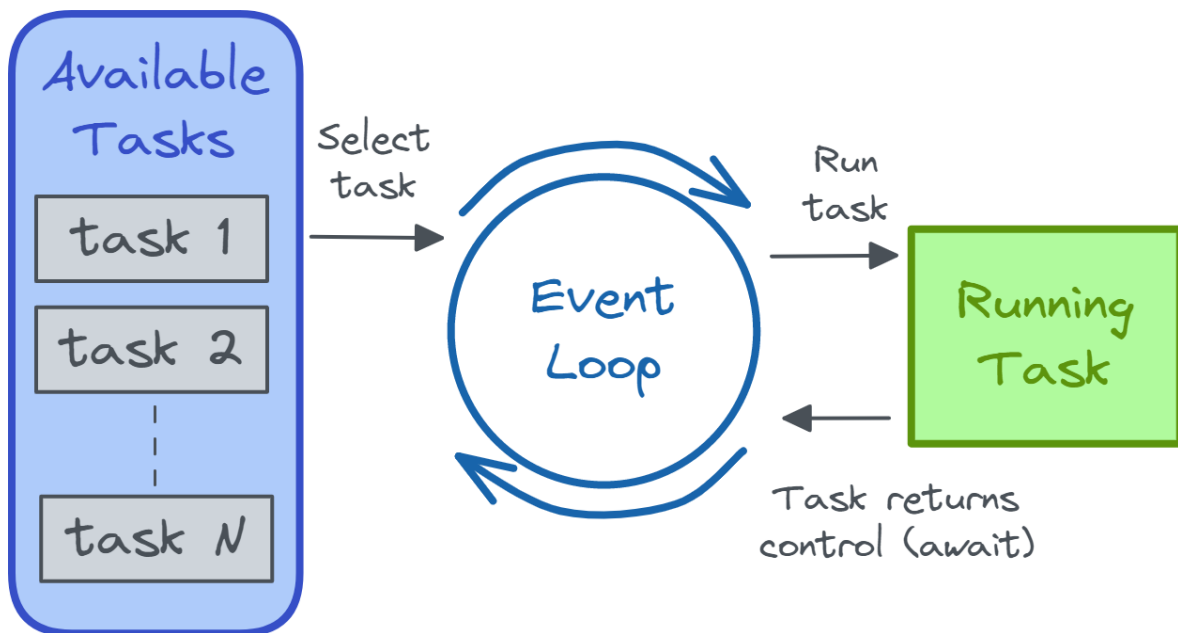 Available
Tasks
task 1
task 2
task N
Select
task
Event
Loop
Run
task
Running
Task
Task returns
control (await)